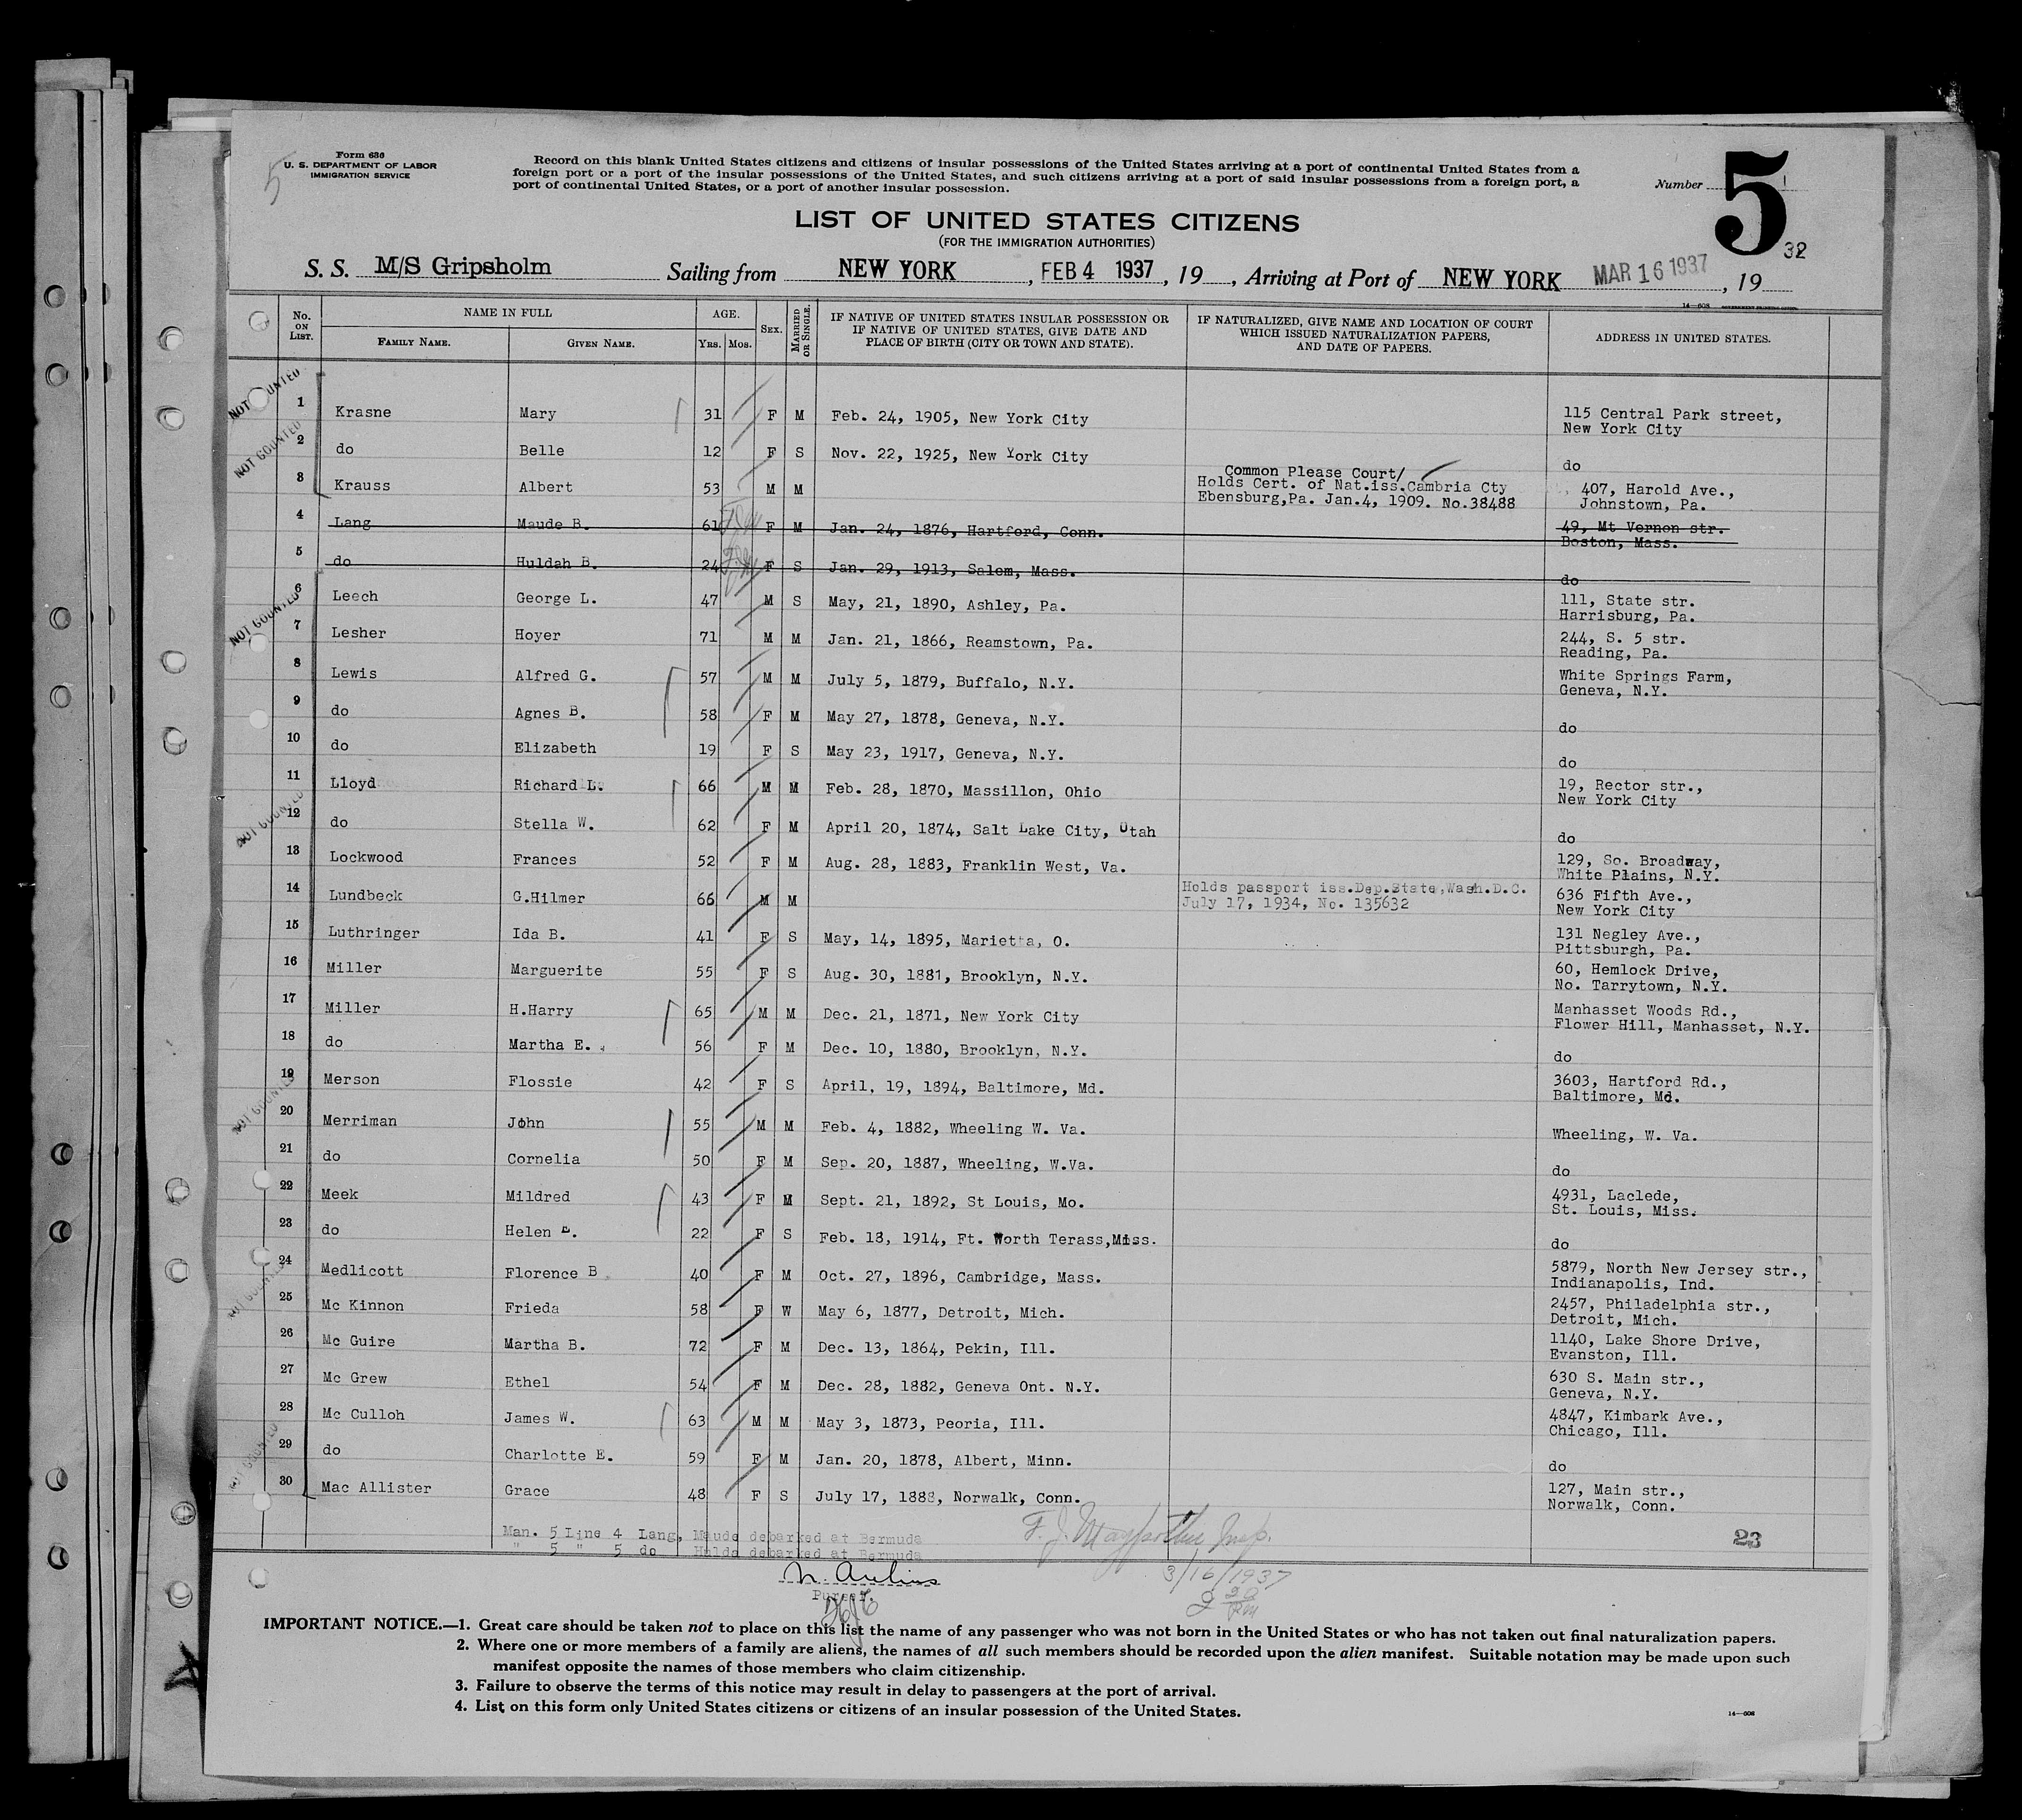 5
Form 686
U. S. DEPARTMENT OF LABOR
IMMIGRATION SERVICE
Record on this blank United States citizens and citizens of insular possessions of the United States arriving at a port of continental United States from a
foreign port or a port of the insular possessions of the United States, and such citizens arriving at a port of said insular possessions from a foreign port, a
port of continental United States, or a port of another insular possession.
Number 5
32
LIST OF UNITED STATES CITIZENS
(FOR THE IMMIGRATION AUTHORITIES)
S. S. M/S Gripsholm Sailing from NEW YORK, FEB 4 1937, 19 , Arriving at Port of NEW YORK MAR 16 1937, 19
14—608
No. ON LIST. NAME IN FULL FAMILY NAME. GIVEN NAME. AGE. YRS. MOS. SEX. MARRIED OR SINGLE. IF NATIVE OF UNITED STATES INSULAR POSSESSION OR IF NATIVE OF UNITED STATES, GIVE DATE AND PLACE OF BIRTH (CITY OR TOWN AND STATE). IF NATURALIZED, GIVE NAME AND LOCATION OF COURT WHICH ISSUED NATURALIZATION PAPERS, AND DATE OF PAPERS. ADDRESS IN UNITED STATES.
NOT COUNTED
1 Krasne Mary 31 F M Feb. 24, 1905, New York City 115 Central Park street,
New York City
NOT COUNTED
2 do Belle 12 F S Nov. 22, 1925, New York City do
3 Krauss Albert 53 M M Common Please Court/
Holds Cert. of Nat.iss.Cambria Cty 407, Harold Ave.,
Ebensburg,Pa. Jan.4, 1909. No.38488 Johnstown, Pa.
4 Lang Maude B. 61 F M Jan. 24, 1876, Hartford, Conn. 49, Mt Vernon str.
Boston, Mass.
5 do Huldah B. 24 F S Jan. 29, 1913, Salem, Mass. do
NOT COUNTED
6 Leech George L. 47 M S May, 21, 1890, Ashley, Pa. 111, State str.
Harrisburg, Pa.
7 Lesher Hoyer 71 M M Jan. 21, 1866, Reamstown, Pa. 244, S. 5 str.
Reading, Pa.
8 Lewis Alfred G. 57 M M July 5, 1879, Buffalo, N.Y. White Springs Farm,
Geneva, N.Y.
9 do Agnes B. 58 F M May 27, 1878, Geneva, N.Y. do
10 do Elizabeth 19 F S May 23, 1917, Geneva, N.Y. do
11 Lloyd Richard L. 66 M M Feb. 28, 1870, Massillon, Ohio 19, Rector str.,
New York City
NOT COUNTED
12 do Stella W. 62 F M April 20, 1874, Salt Lake City, Utah do
13 Lockwood Frances 52 F M Aug. 28, 1883, Franklin West, Va. 129, So. Broadway,
White Plains, N.Y.
14 Lundbeck G.Hilmer 66 M M Holds passport iss.Dep.State,Wash.D.C. 636 Fifth Ave.,
July 17, 1934, No. 135632 New York City
15 Luthringer Ida B. 41 F S May, 14, 1895, Marietta, O. 131 Negley Ave.,
Pittsburgh, Pa.
16 Miller Marguerite 55 F S Aug. 30, 1881, Brooklyn, N.Y. 60, Hemlock Drive,
No. Tarrytown, N.Y.
17 Miller H.Harry 65 M M Dec. 21, 1871, New York City Manhasset Woods Rd.,
Flower Hill, Manhasset, N.Y.
18 do Martha E. 56 F M Dec. 10, 1880, Brooklyn, N.Y. do
NOT COUNTED
19 Merson Flossie 42 F S April, 19, 1894, Baltimore, Md. 3603, Hartford Rd.,
Baltimore, Md.
20 Merriman John 55 M M Feb. 4, 1882, Wheeling W. Va. Wheeling, W. Va.
21 do Cornelia 50 F M Sep. 20, 1887, Wheeling, W.Va. do
22 Meek Mildred 43 F M Sept. 21, 1892, St Louis, Mo. 4931, Laclede,
St. Louis, Miss.
23 do Helen 22 F S Feb. 18, 1914, Ft. Worth Terass,Miss. do
NOT COUNTED
24 Medlicott Florence B 40 F M Oct. 27, 1896, Cambridge, Mass. 5879, North New Jersey str.,
Indianapolis, Ind.
25 Mc Kinnon Frieda 58 F W May 6, 1877, Detroit, Mich. 2457, Philadelphia str.,
Detroit, Mich.
26 Mc Guire Martha B. 72 F M Dec. 13, 1864, Pekin, Ill. 1140, Lake Shore Drive,
Evanston, Ill.
27 Mc Grew Ethel 54 F M Dec. 28, 1882, Geneva Ont. N.Y. 630 S. Main str.,
Geneva, N.Y.
28 Mc Culloh James W. 63 M M May 3, 1873, Peoria, Ill. 4847, Kimbark Ave.,
Chicago, Ill.
29 do Charlotte E. 59 F M Jan. 20, 1878, Albert, Minn. do
NOT COUNTED
30 Mac Allister Grace 48 F S July 17, 1888, Norwalk, Conn. 127, Main str.,
Norwalk, Conn.
Man. 5 Line 4 Lang, Maude debarked at Bermuda
" 5 " 5 do Hulda debarked at Bermuda
23
Purser.
3/16/1937
2 20 PM
IMPORTANT NOTICE.—1. Great care should be taken not to place on this list the name of any passenger who was not born in the United States or who has not taken out final naturalization papers.
2. Where one or more members of a family are aliens, the names of all such members should be recorded upon the alien manifest. Suitable notation may be made upon such
manifest opposite the names of those members who claim citizenship.
3. Failure to observe the terms of this notice may result in delay to passengers at the port of arrival.
4. List on this form only United States citizens or citizens of an insular possession of the United States.
14—608